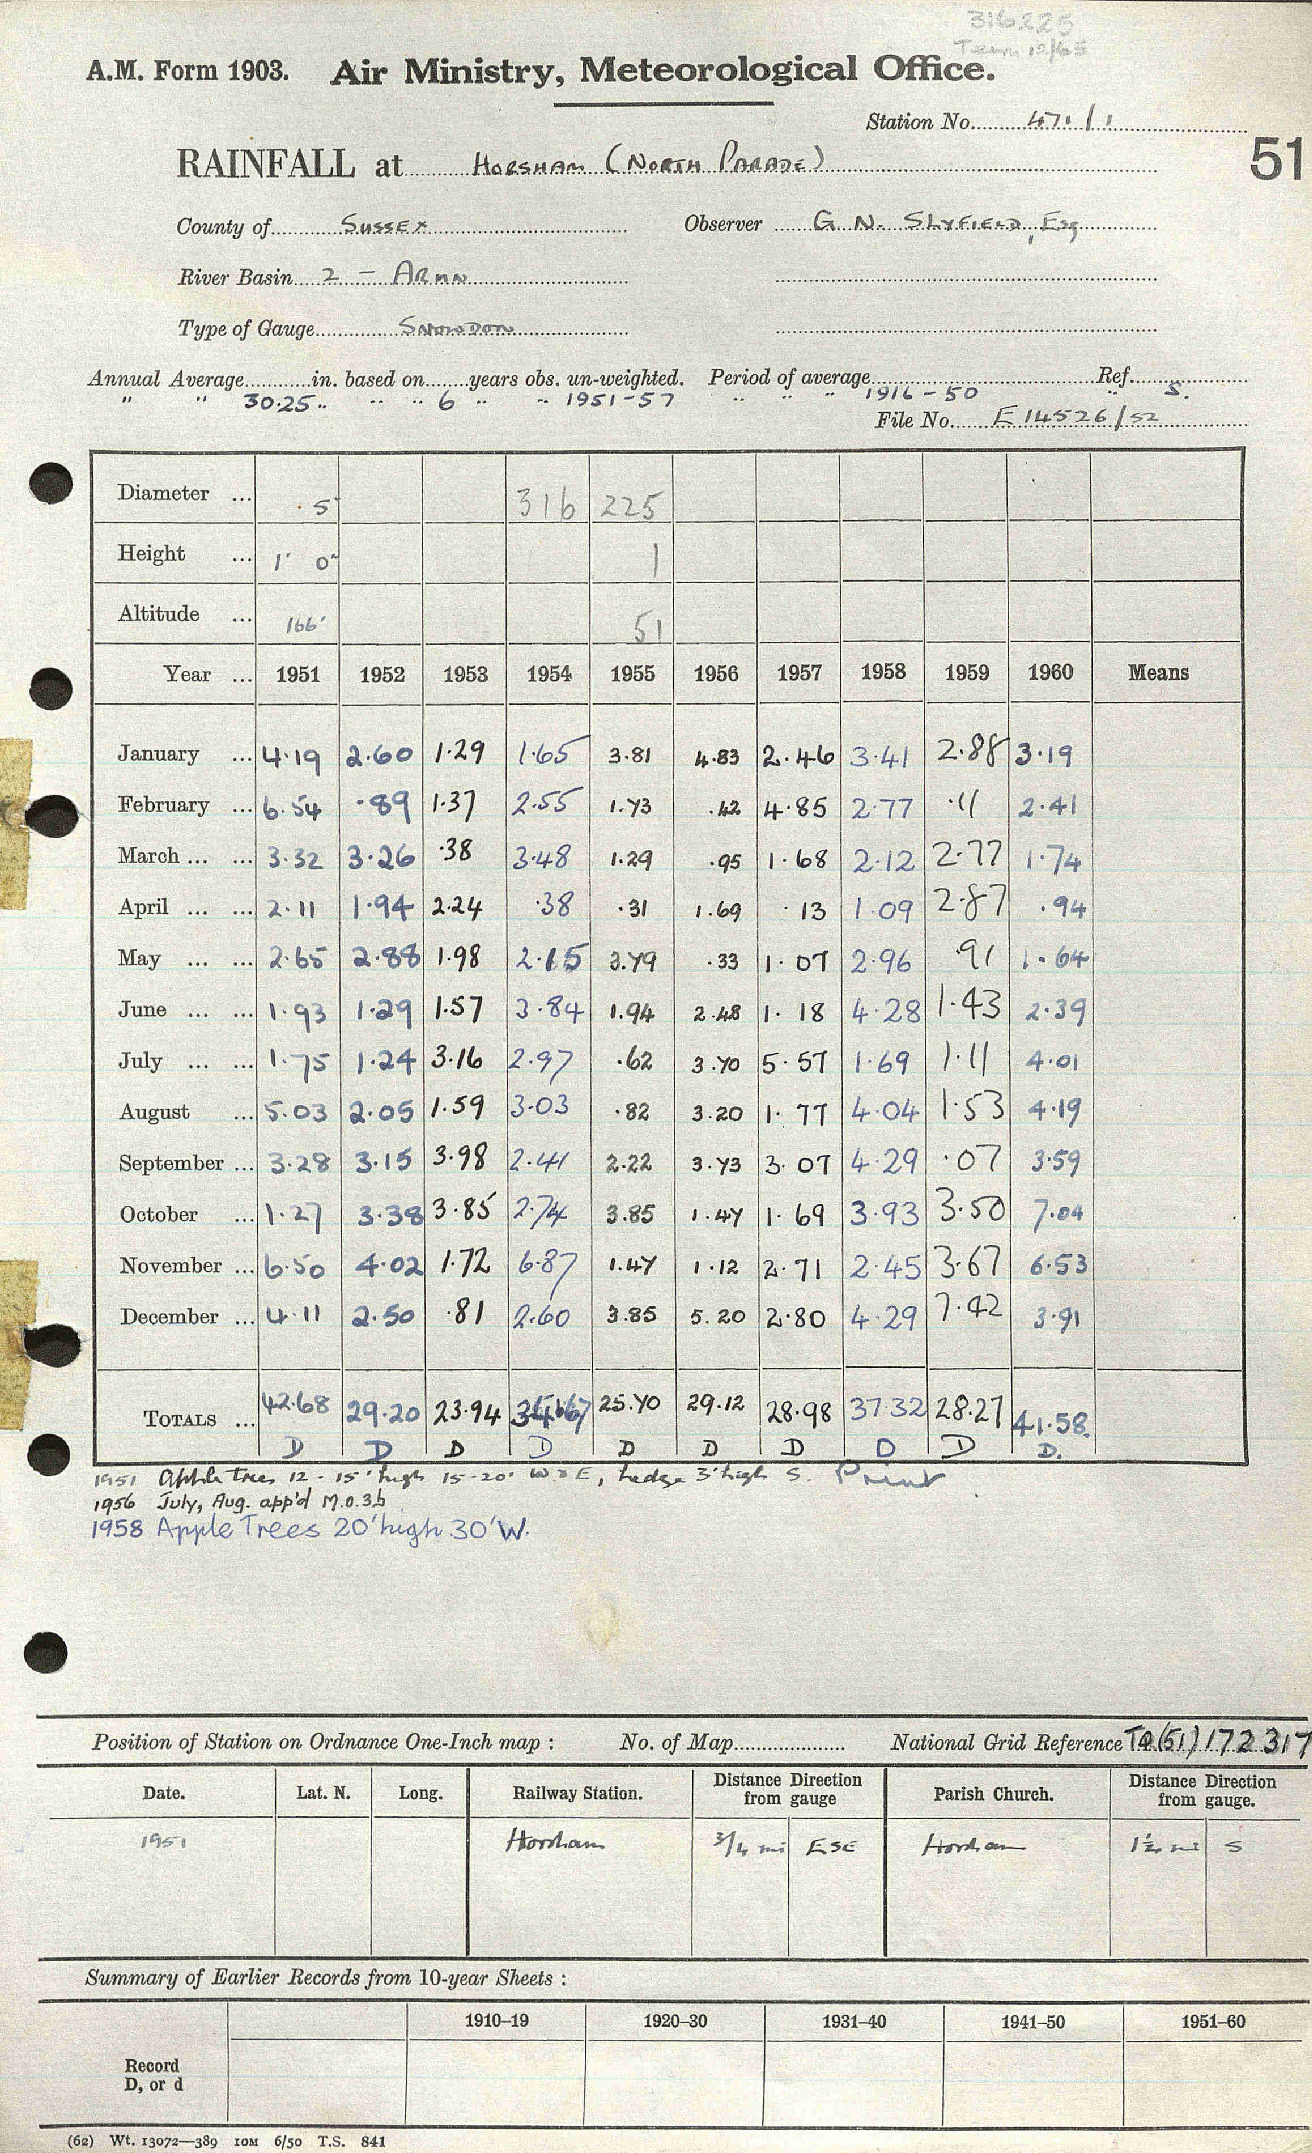 316225
A.M. Form 1903. Air Ministry, Meteorological Office.
Station No. 471/1
51
RAINFALL at HORSHAM (NORTH PARADE)
County of SUSSEX Observer G. N. SLYFIELD, Esq
River Basin 2 - ARUN
Type of Gauge SNOWDON
Annual Average in. based on years obs. un-weighted. Period of average Ref.
" " 30.25 " " " 6 " " 1951-57 " " " 1916-50 " S.
File No. E 14526/52
Diameter ... 5" 316 225
Height ... 1' 0" 1
Altitude ... 166' 51
Year ... 1951 1952 1953 1954 1955 1956 1957 1958 1959 1960 Means
January ... 4.19 2.60 1.29 1.65 3.81 4.83 2.46 3.41 2.88 3.19
February ... 6.54 .89 1.37 2.55 1.73 .42 4.85 2.77 .11 2.41
March ... ... 3.32 3.26 .38 3.48 1.29 .95 1.68 2.12 2.77 1.74
April ... ... 2.11 1.94 2.24 .38 .31 1.69 .13 1.09 2.87 .94
May ... ... 2.65 2.88 1.98 2.15 3.79 .33 1.07 2.96 .91 1.64
June ... ... 1.93 1.29 1.57 3.84 1.94 2.48 1.18 4.28 1.43 2.39
July ... ... 1.75 1.24 3.16 2.97 .62 3.70 5.57 1.69 1.11 4.01
August ... 5.03 2.05 1.59 3.03 .82 3.20 1.77 4.04 1.53 4.19
September ... 3.28 3.15 3.98 2.41 2.22 3.73 3.07 4.29 .07 3.59
October ... 1.27 3.38 3.85 2.74 3.85 1.47 1.69 3.93 3.50 7.04
November ... 6.50 4.02 1.72 6.87 1.47 1.12 2.71 2.45 3.67 6.53
December ... 4.11 2.50 .81 2.60 3.85 5.20 2.80 4.29 7.42 3.91
TOTALS ... 42.68 29.20 23.94 34.67 25.70 29.12 28.98 37.32 28.27 41.58
D D D D D D D D D D.
1951 Apple trees 12-15' high 15-20' W & E, hedge 3' high S. Print
1956 July, Aug. app'd M.O.3b
1958 Apple Trees 20' high 30' W.
Position of Station on Ordnance One-Inch map : No. of Map National Grid Reference TQ(51) 172 317
Date. Lat. N. Long. Railway Station. Distance Direction from gauge Parish Church. Distance Direction from gauge.
1951 Horsham 3/4 mi ESE Horsham S
Summary of Earlier Records from 10-year Sheets :
1910-19 1920-30 1931-40 1941-50 1951-60
Record
D, or d
(62) Wt. 13072—389 10M 6/50 T.S. 841